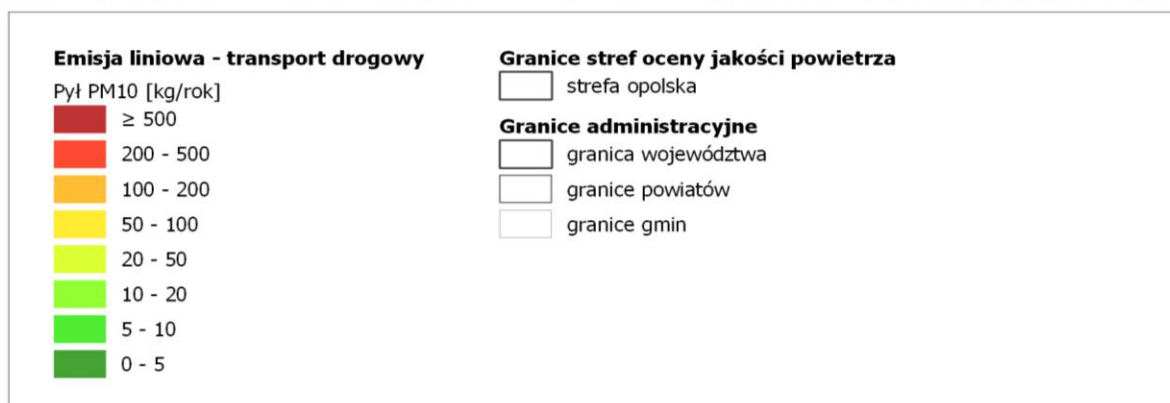 Emisja liniowa - transport drogowy
Pył PM10 [kg/rok]
≥ 500
200 - 500
100 - 200
50 - 100
20 - 50
10 - 20
5 - 10
0 - 5
Granice stref oceny jakości powietrza
strefa opolska
Granice administracyjne
granica województwa
granice powiatów
granice gmin